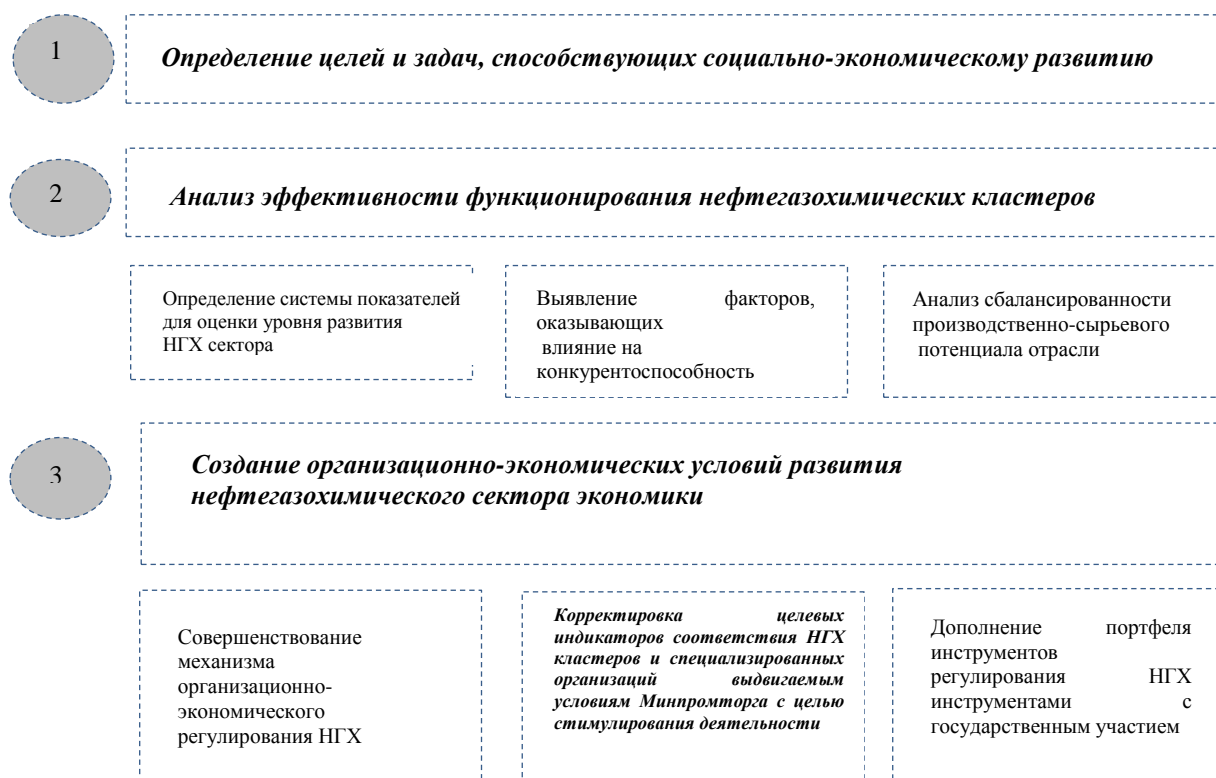 1
Определение целей и задач, способствующих социально-экономическому развитию
2
Анализ эффективности функционирования нефтегазохимических кластеров
Определение системы показателей
для оценки уровня развития
НГХ сектора
Выявление факторов,
оказывающих
влияние на
конкурентоспособность
Анализ сбалансированности
производственно-сырьевого
потенциала отрасли
3
Создание организационно-экономических условий развития
нефтегазохимического сектора экономики
Совершенствование
механизма
организационно-
экономического
регулирования НГХ
Корректировка целевых
индикаторов соответствия НГХ
кластеров и специализированных
организаций выдвигаемым
условиям Минпромторга с целью
стимулирования деятельности
Дополнение портфеля
инструментов
регулирования НГХ
инструментами с
государственным участием